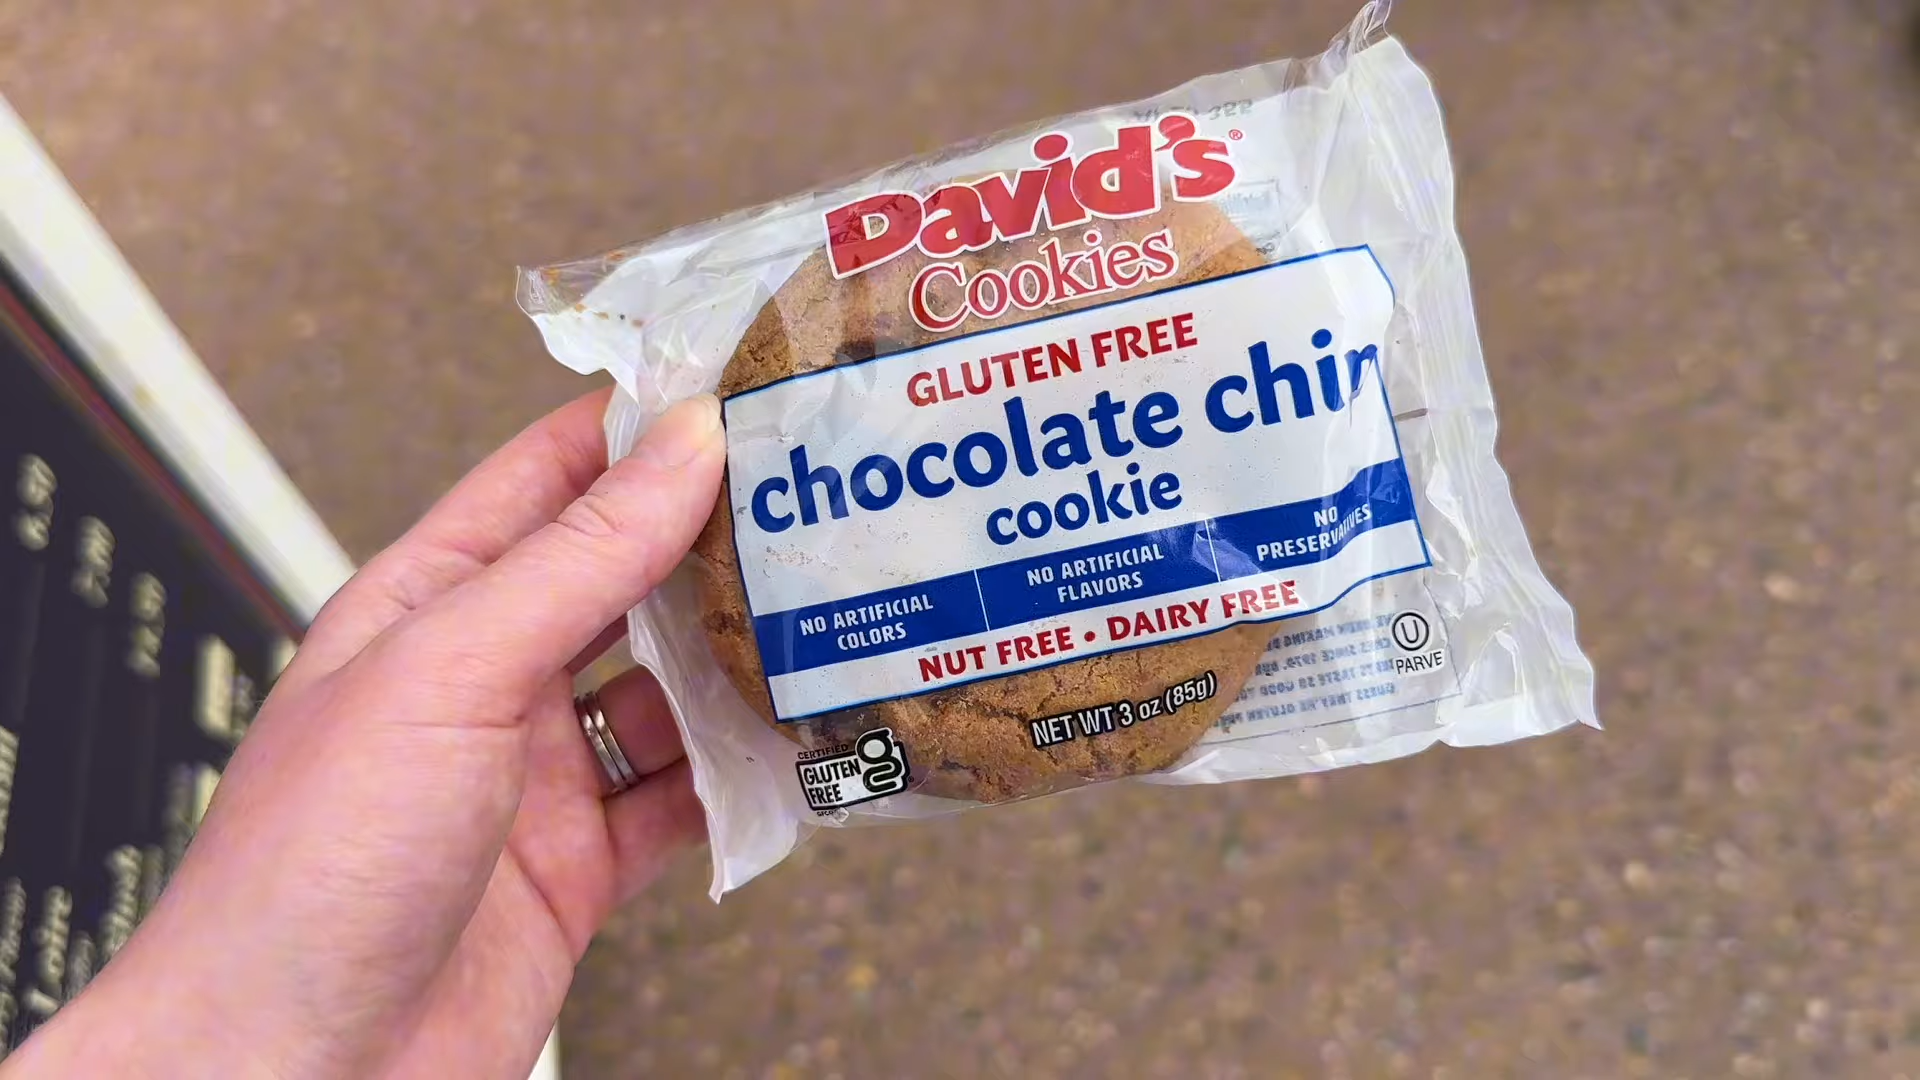 David's®
Cookies
GLUTEN FREE
chocolate chip
cookie
NO ARTIFICIAL
COLORS
NO ARTIFICIAL
FLAVORS
NO
PRESERVATIVES
NUT FREE • DAIRY FREE
NET WT 3 oz (85g)
U
PARVE
CERTIFIED
GLUTEN
FREE